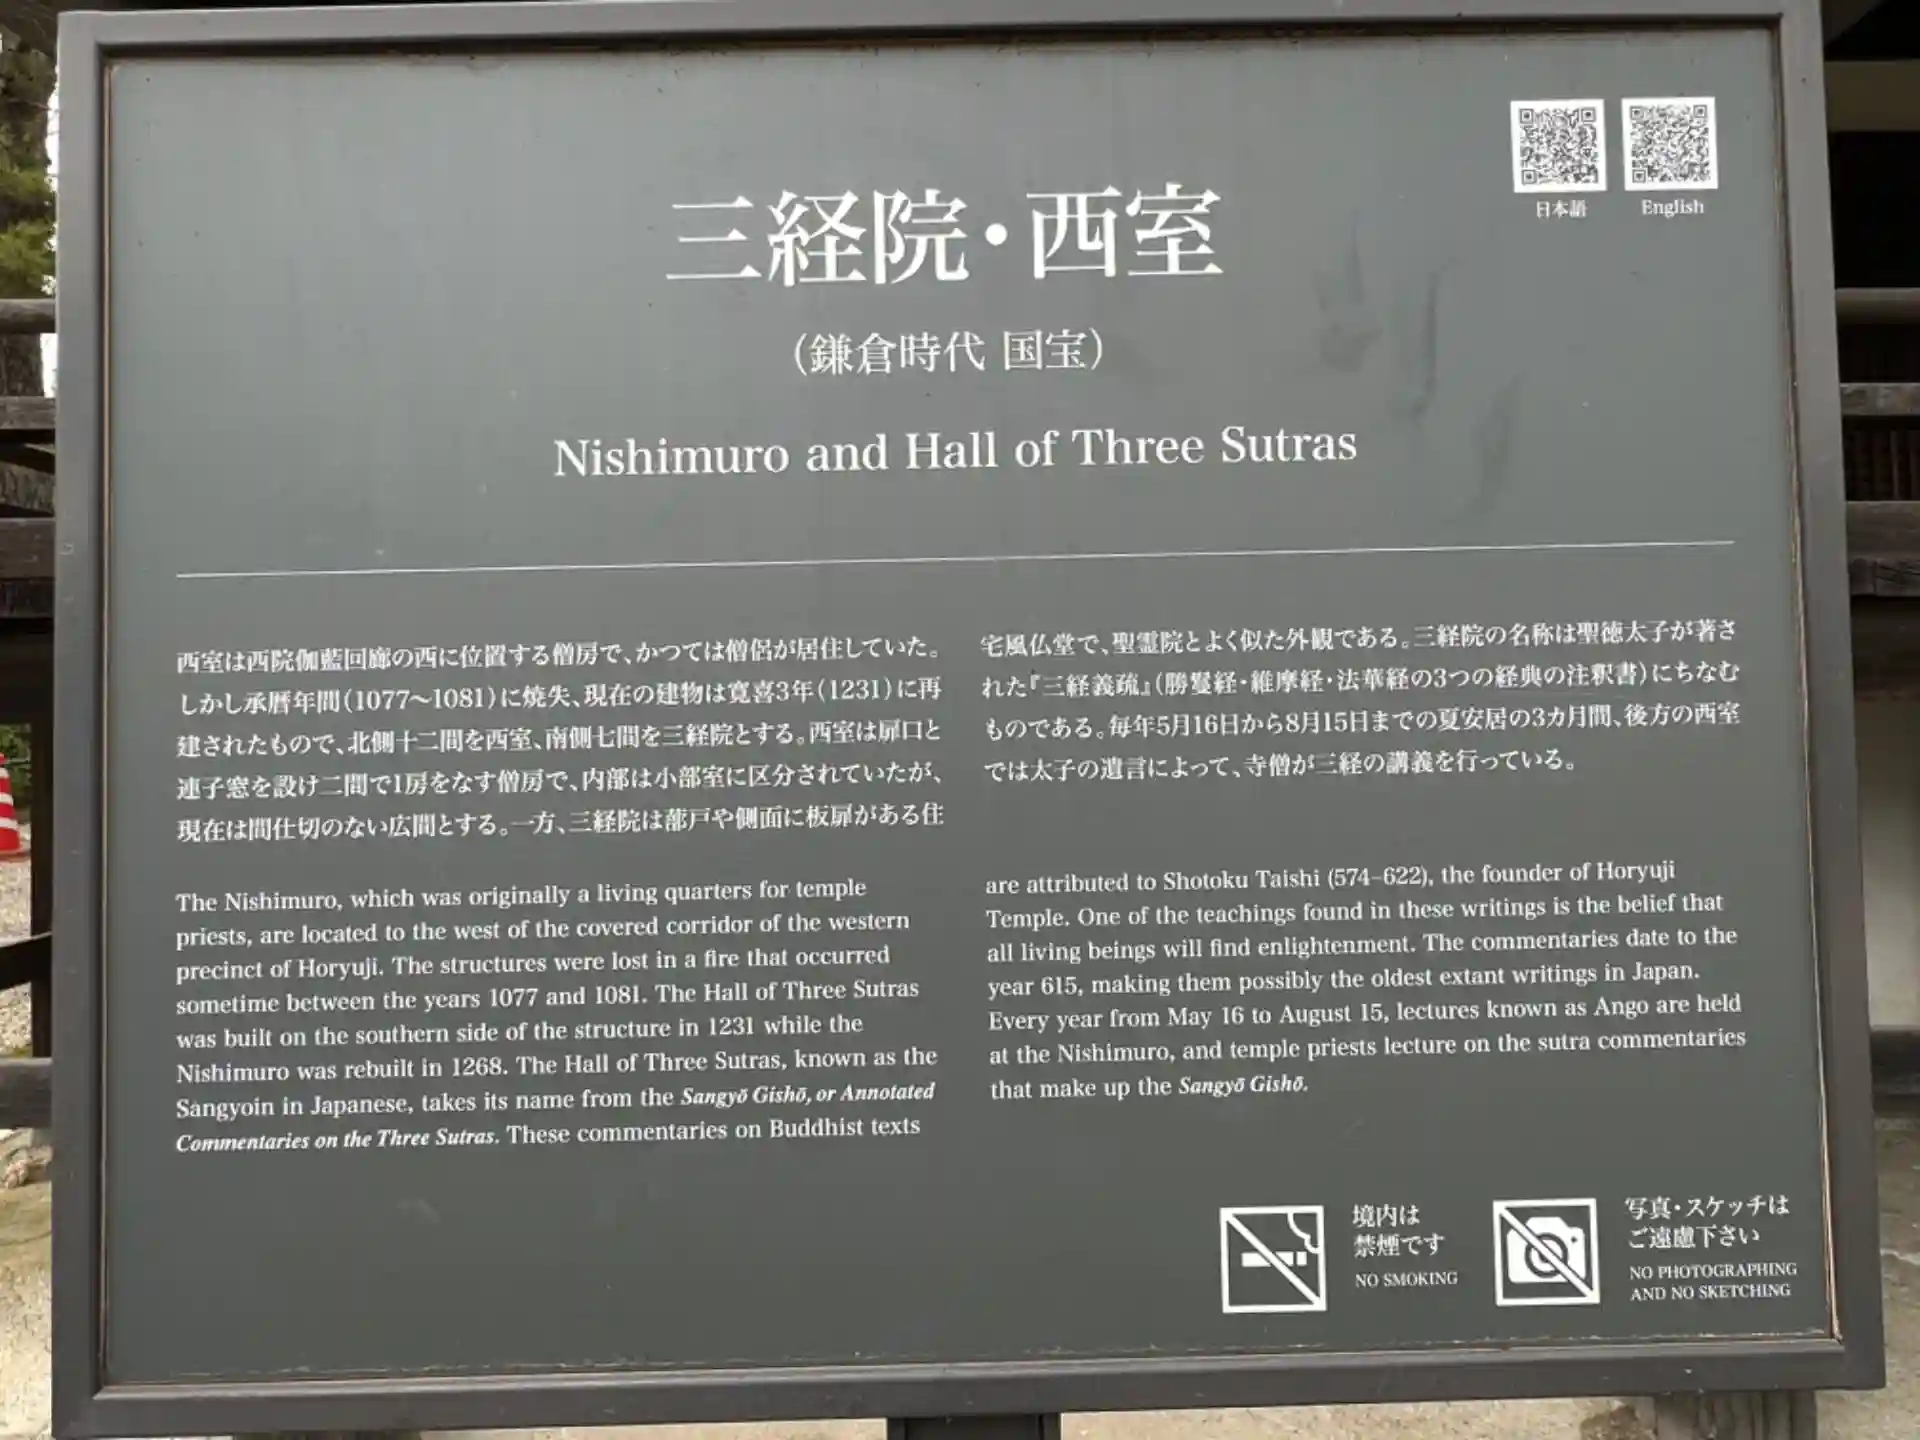 日本語
English
三経院・西室
（鎌倉時代 国宝）
Nishimuro and Hall of Three Sutras
西室は西院伽藍回廊の西に位置する僧房で、かつては僧侶が居住していた。
しかし承暦年間（1077〜1081）に焼失、現在の建物は寛喜3年（1231）に再
建されたもので、北側十二間を西室、南側七間を三経院とする。西室は扉口と
連子窓を設け二間で1房をなす僧房で、内部は小部室に区分されていたが、
現在は間仕切のない広間とする。一方、三経院は蔀戸や側面に板扉がある住
宅風仏堂で、聖霊院とよく似た外観である。三経院の名称は聖徳太子が著さ
れた『三経義疏』（勝鬘経・維摩経・法華経の3つの経典の注釈書）にちなむ
ものである。毎年5月16日から8月15日までの夏安居の3カ月間、後方の西室
では太子の遺言によって、寺僧が三経の講義を行っている。
The Nishimuro, which was originally a living quarters for temple
priests, are located to the west of the covered corridor of the western
precinct of Horyuji. The structures were lost in a fire that occurred
sometime between the years 1077 and 1081. The Hall of Three Sutras
was built on the southern side of the structure in 1231 while the
Nishimuro was rebuilt in 1268. The Hall of Three Sutras, known as the
Sangyoin in Japanese, takes its name from the Sangyō Gishō, or Annotated
Commentaries on the Three Sutras. These commentaries on Buddhist texts
are attributed to Shotoku Taishi (574–622), the founder of Horyuji
Temple. One of the teachings found in these writings is the belief that
all living beings will find enlightenment. The commentaries date to the
year 615, making them possibly the oldest extant writings in Japan.
Every year from May 16 to August 15, lectures known as Ango are held
at the Nishimuro, and temple priests lecture on the sutra commentaries
that make up the Sangyō Gishō.
境内は
禁煙です
NO SMOKING
写真・スケッチは
ご遠慮下さい
NO PHOTOGRAPHING
AND NO SKETCHING